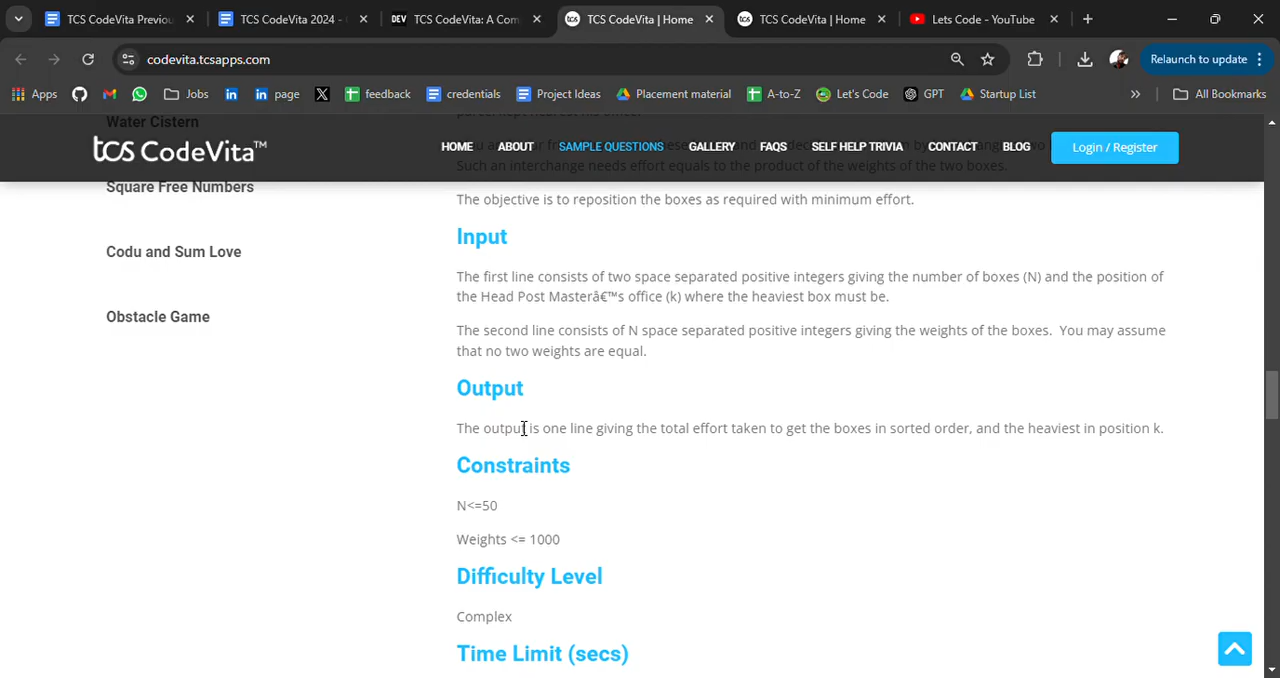 TCS CodeVita Previou
TCS CodeVita 2024 -
DEV TCS CodeVita: A Com
tcs TCS CodeVita | Home
tcs TCS CodeVita | Home
Lets Code - YouTube
codevita.tcsapps.com
Relaunch to update
Apps
Jobs
page
feedback
credentials
Project Ideas
Placement material
A-to-Z
Let's Code
GPT
Startup List
All Bookmarks
Water Cistern
tcs CodeVita™
HOME
ABOUT
SAMPLE QUESTIONS
GALLERY
FAQS
SELF HELP TRIVIA
CONTACT
BLOG
Login / Register
Such an interchange needs effort equals to the product of the weights of the two boxes.
Square Free Numbers
The objective is to reposition the boxes as required with minimum effort.
Input
Codu and Sum Love
The first line consists of two space separated positive integers giving the number of boxes (N) and the position of
the Head Post Masterâ€™s office (k) where the heaviest box must be.
Obstacle Game
The second line consists of N space separated positive integers giving the weights of the boxes.  You may assume
that no two weights are equal.
Output
The output is one line giving the total effort taken to get the boxes in sorted order, and the heaviest in position k.
Constraints
N<=50
Weights <= 1000
Difficulty Level
Complex
Time Limit (secs)